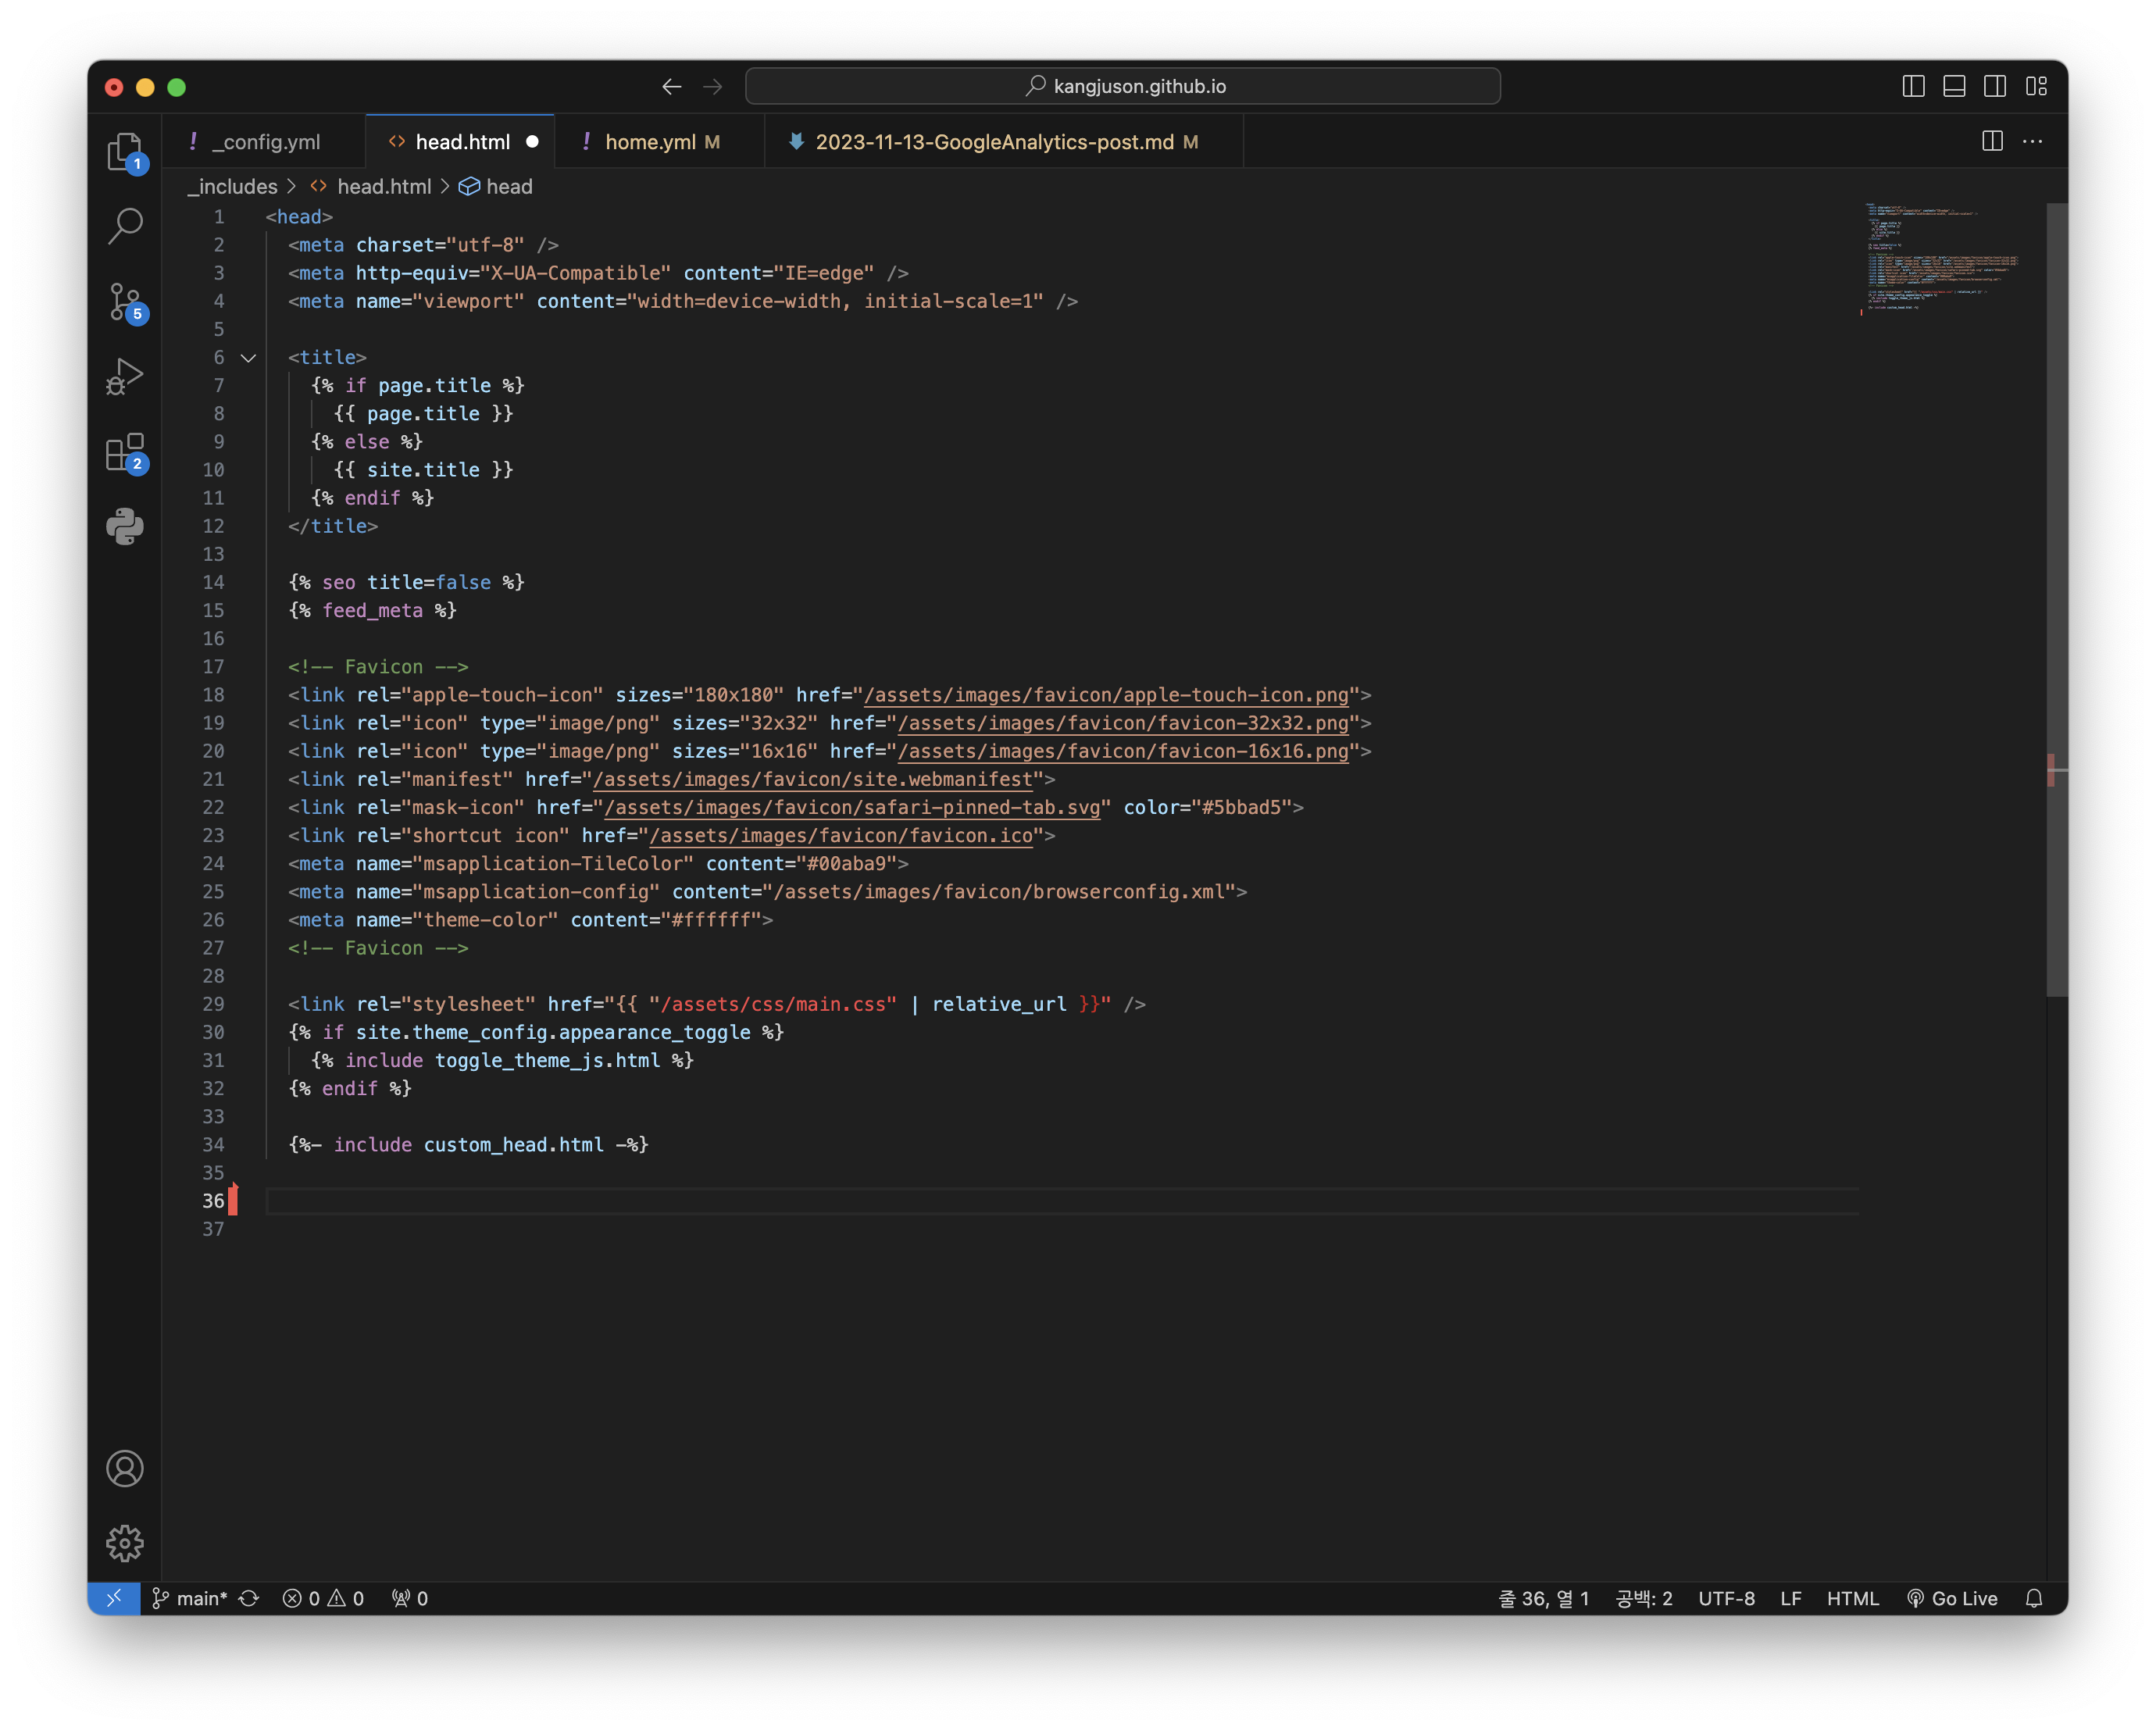 kangjuson.github.io
! _config.yml
<> head.html
! home.yml M
2023-11-13-GoogleAnalytics-post.md M
_includes > <> head.html > head
1 <head>
2 <meta charset="utf-8" />
3 <meta http-equiv="X-UA-Compatible" content="IE=edge" />
4 <meta name="viewport" content="width=device-width, initial-scale=1" />
5
6 <title>
7 {% if page.title %}
8 {{ page.title }}
9 {% else %}
10 {{ site.title }}
11 {% endif %}
12 </title>
13
14 {% seo title=false %}
15 {% feed_meta %}
16
17 <!-- Favicon -->
18 <link rel="apple-touch-icon" sizes="180x180" href="/assets/images/favicon/apple-touch-icon.png">
19 <link rel="icon" type="image/png" sizes="32x32" href="/assets/images/favicon/favicon-32x32.png">
20 <link rel="icon" type="image/png" sizes="16x16" href="/assets/images/favicon/favicon-16x16.png">
21 <link rel="manifest" href="/assets/images/favicon/site.webmanifest">
22 <link rel="mask-icon" href="/assets/images/favicon/safari-pinned-tab.svg" color="#5bbad5">
23 <link rel="shortcut icon" href="/assets/images/favicon/favicon.ico">
24 <meta name="msapplication-TileColor" content="#00aba9">
25 <meta name="msapplication-config" content="/assets/images/favicon/browserconfig.xml">
26 <meta name="theme-color" content="#ffffff">
27 <!-- Favicon -->
28
29 <link rel="stylesheet" href="{{ "/assets/css/main.css" | relative_url }}" />
30 {% if site.theme_config.appearance_toggle %}
31 {% include toggle_theme_js.html %}
32 {% endif %}
33
34 {%- include custom_head.html -%}
35
36
37
1
5
2
main* 0 0 0
줄 36, 열 1 공백: 2 UTF-8 LF HTML Go Live